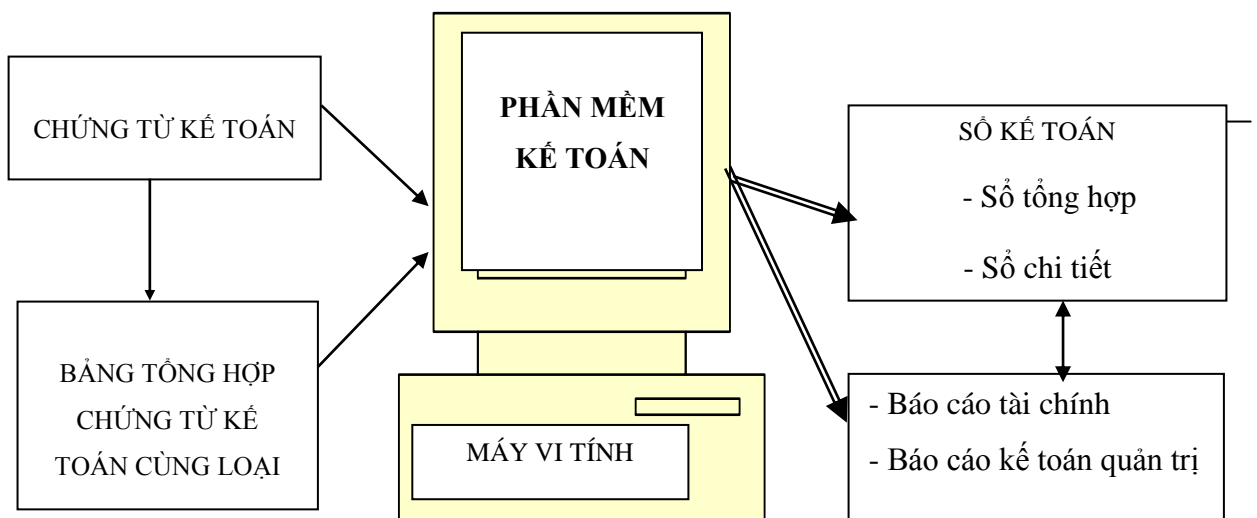 CHỨNG TỪ KẾ TOÁN
BẢNG TỔNG HỢP
CHỨNG TỪ KẾ
TOÁN CÙNG LOẠI
PHẦN MỀM
KẾ TOÁN
MÁY VI TÍNH
SỔ KẾ TOÁN
- Sổ tổng hợp
- Sổ chi tiết
- Báo cáo tài chính
- Báo cáo kế toán quản trị